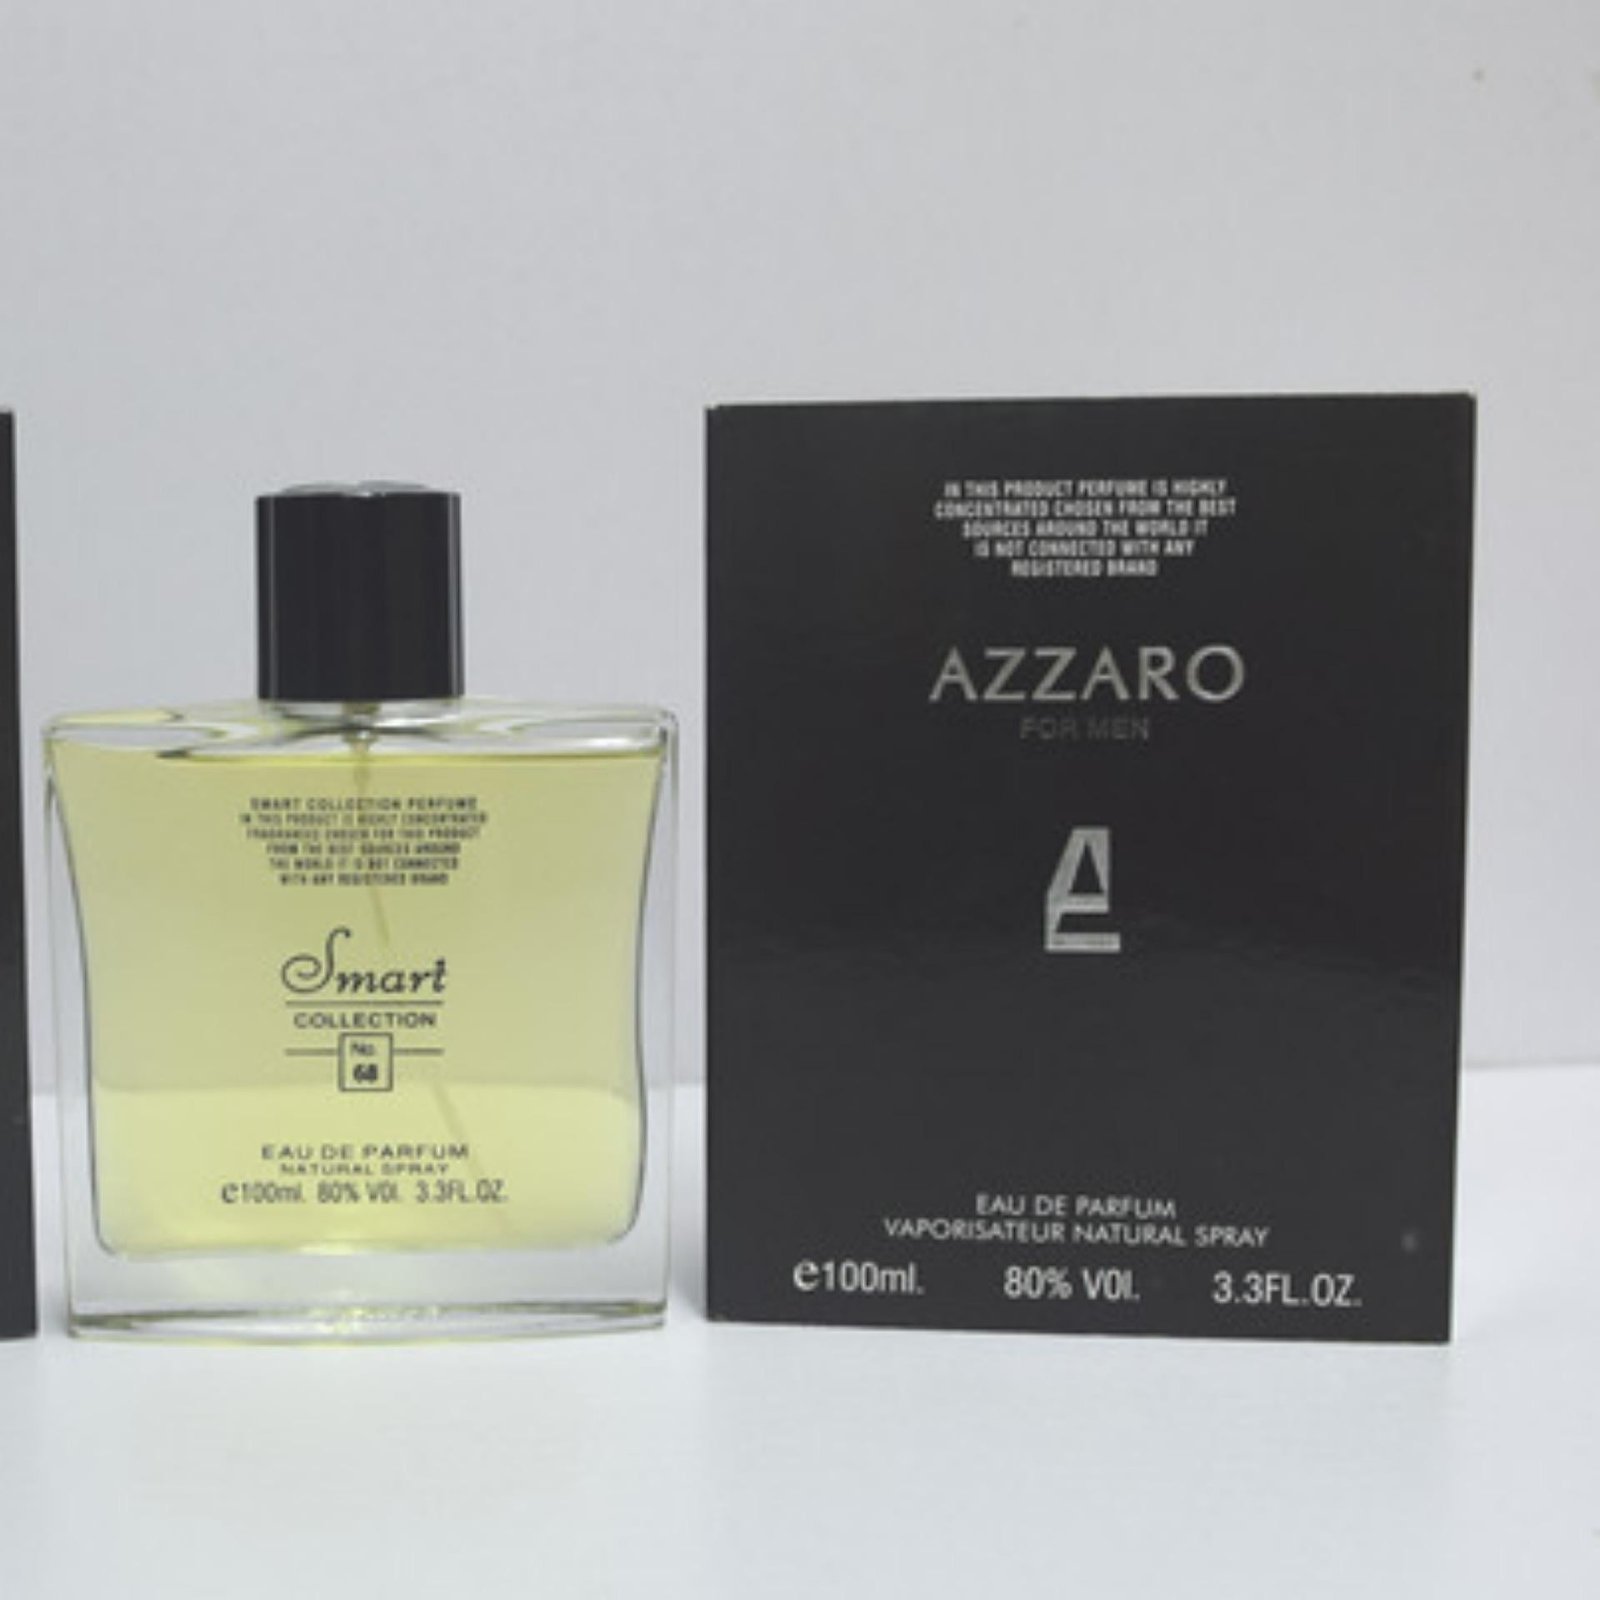 SMART COLLECTION PERFUME
IN THIS PRODUCT IS HIGHLY CONCENTRATED
FRAGRANCES CHOSEN FOR THIS PRODUCT
FROM THE BEST SOURCES AROUND
THE WORLD IT IS NOT CONNECTED
WITH ANY REGISTERED BRAND
Smart
COLLECTION
No.
68
EAU DE PARFUM
NATURAL SPRAY
e100ml. 80% VOl. 3.3FL.OZ.
IN THIS PRODUCT PERFUME IS HIGHLY
CONCENTRATED CHOSEN FROM THE BEST
SOURCES AROUND THE WORLD IT
IS NOT CONNECTED WITH ANY
REGISTERED BRAND
AZZARO
FOR MEN
EAU DE PARFUM
VAPORISATEUR NATURAL SPRAY
e100ml. 80% VOl. 3.3FL.OZ.